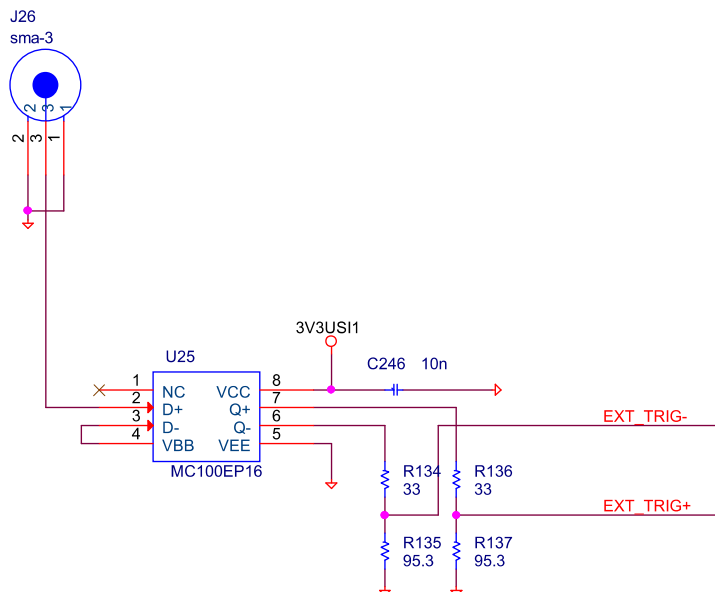 J26
sma-3
2
3
1
2
3
1
3V3USI1
U25
C246 10n
1 NC VCC 8
2 D+ Q+ 7
3 D- Q- 6
4 VBB VEE 5
MC100EP16
EXT_TRIG-
R134
33
R136
33
EXT_TRIG+
R135
95.3
R137
95.3